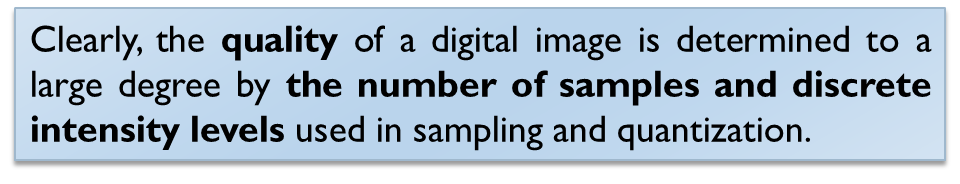 Clearly, the quality of a digital image is determined to a
large degree by the number of samples and discrete
intensity levels used in sampling and quantization.